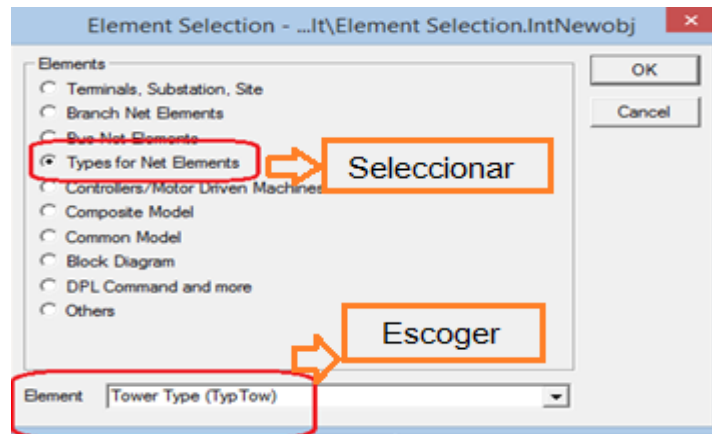 Element Selection - ...lt\Element Selection.IntNewobj
Elements
Terminals, Substation, Site
Branch Net Elements
Bus Net Elements
Types for Net Elements
Seleccionar
Controllers/Motor Driven Machines
Composite Model
Common Model
Block Diagram
DPL Command and more
Others
Escoger
Element Tower Type (TypTow)
OK
Cancel